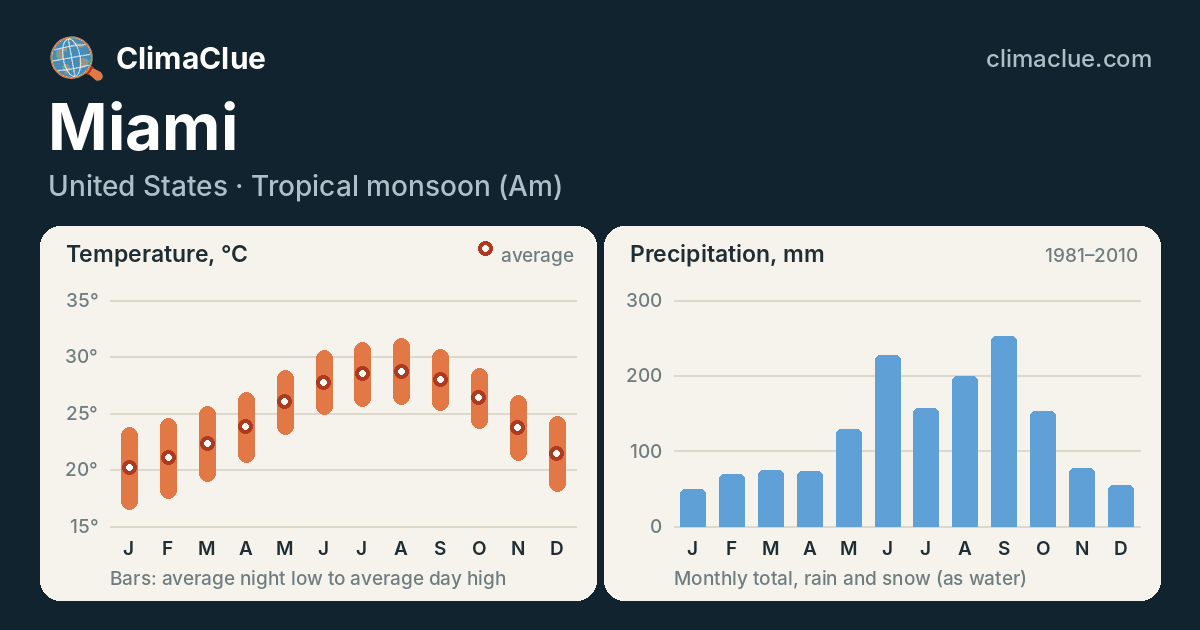 ClimaClue
climaclue.com
Miami
United States · Tropical monsoon (Am)
Temperature, °C
average
35°
30°
25°
20°
15°
J F M A M J J A S O N D
Bars: average night low to average day high
Precipitation, mm
1981–2010
300
200
100
0
J F M A M J J A S O N D
Monthly total, rain and snow (as water)